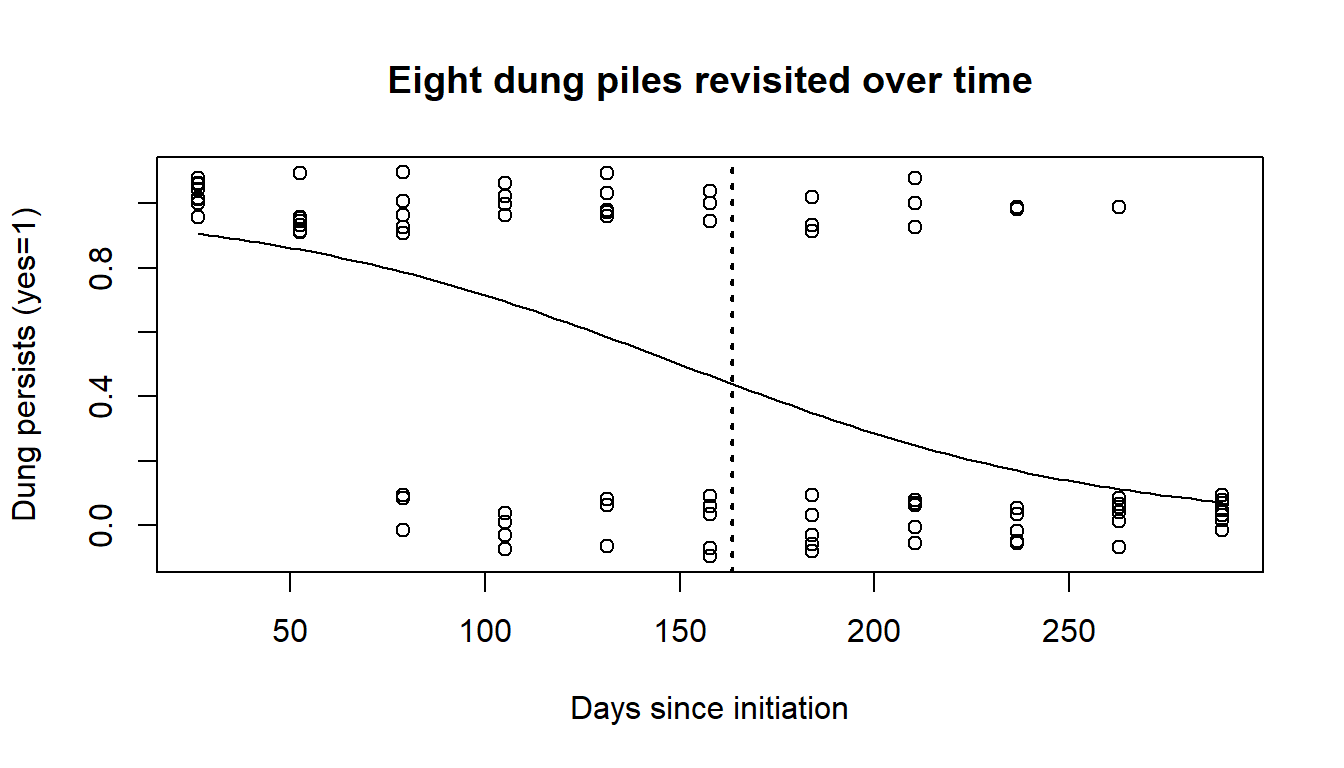 Eight dung piles revisited over time
Dung persists (yes=1)
0.8
0.4
0.0
50 100 150 200 250
Days since initiation